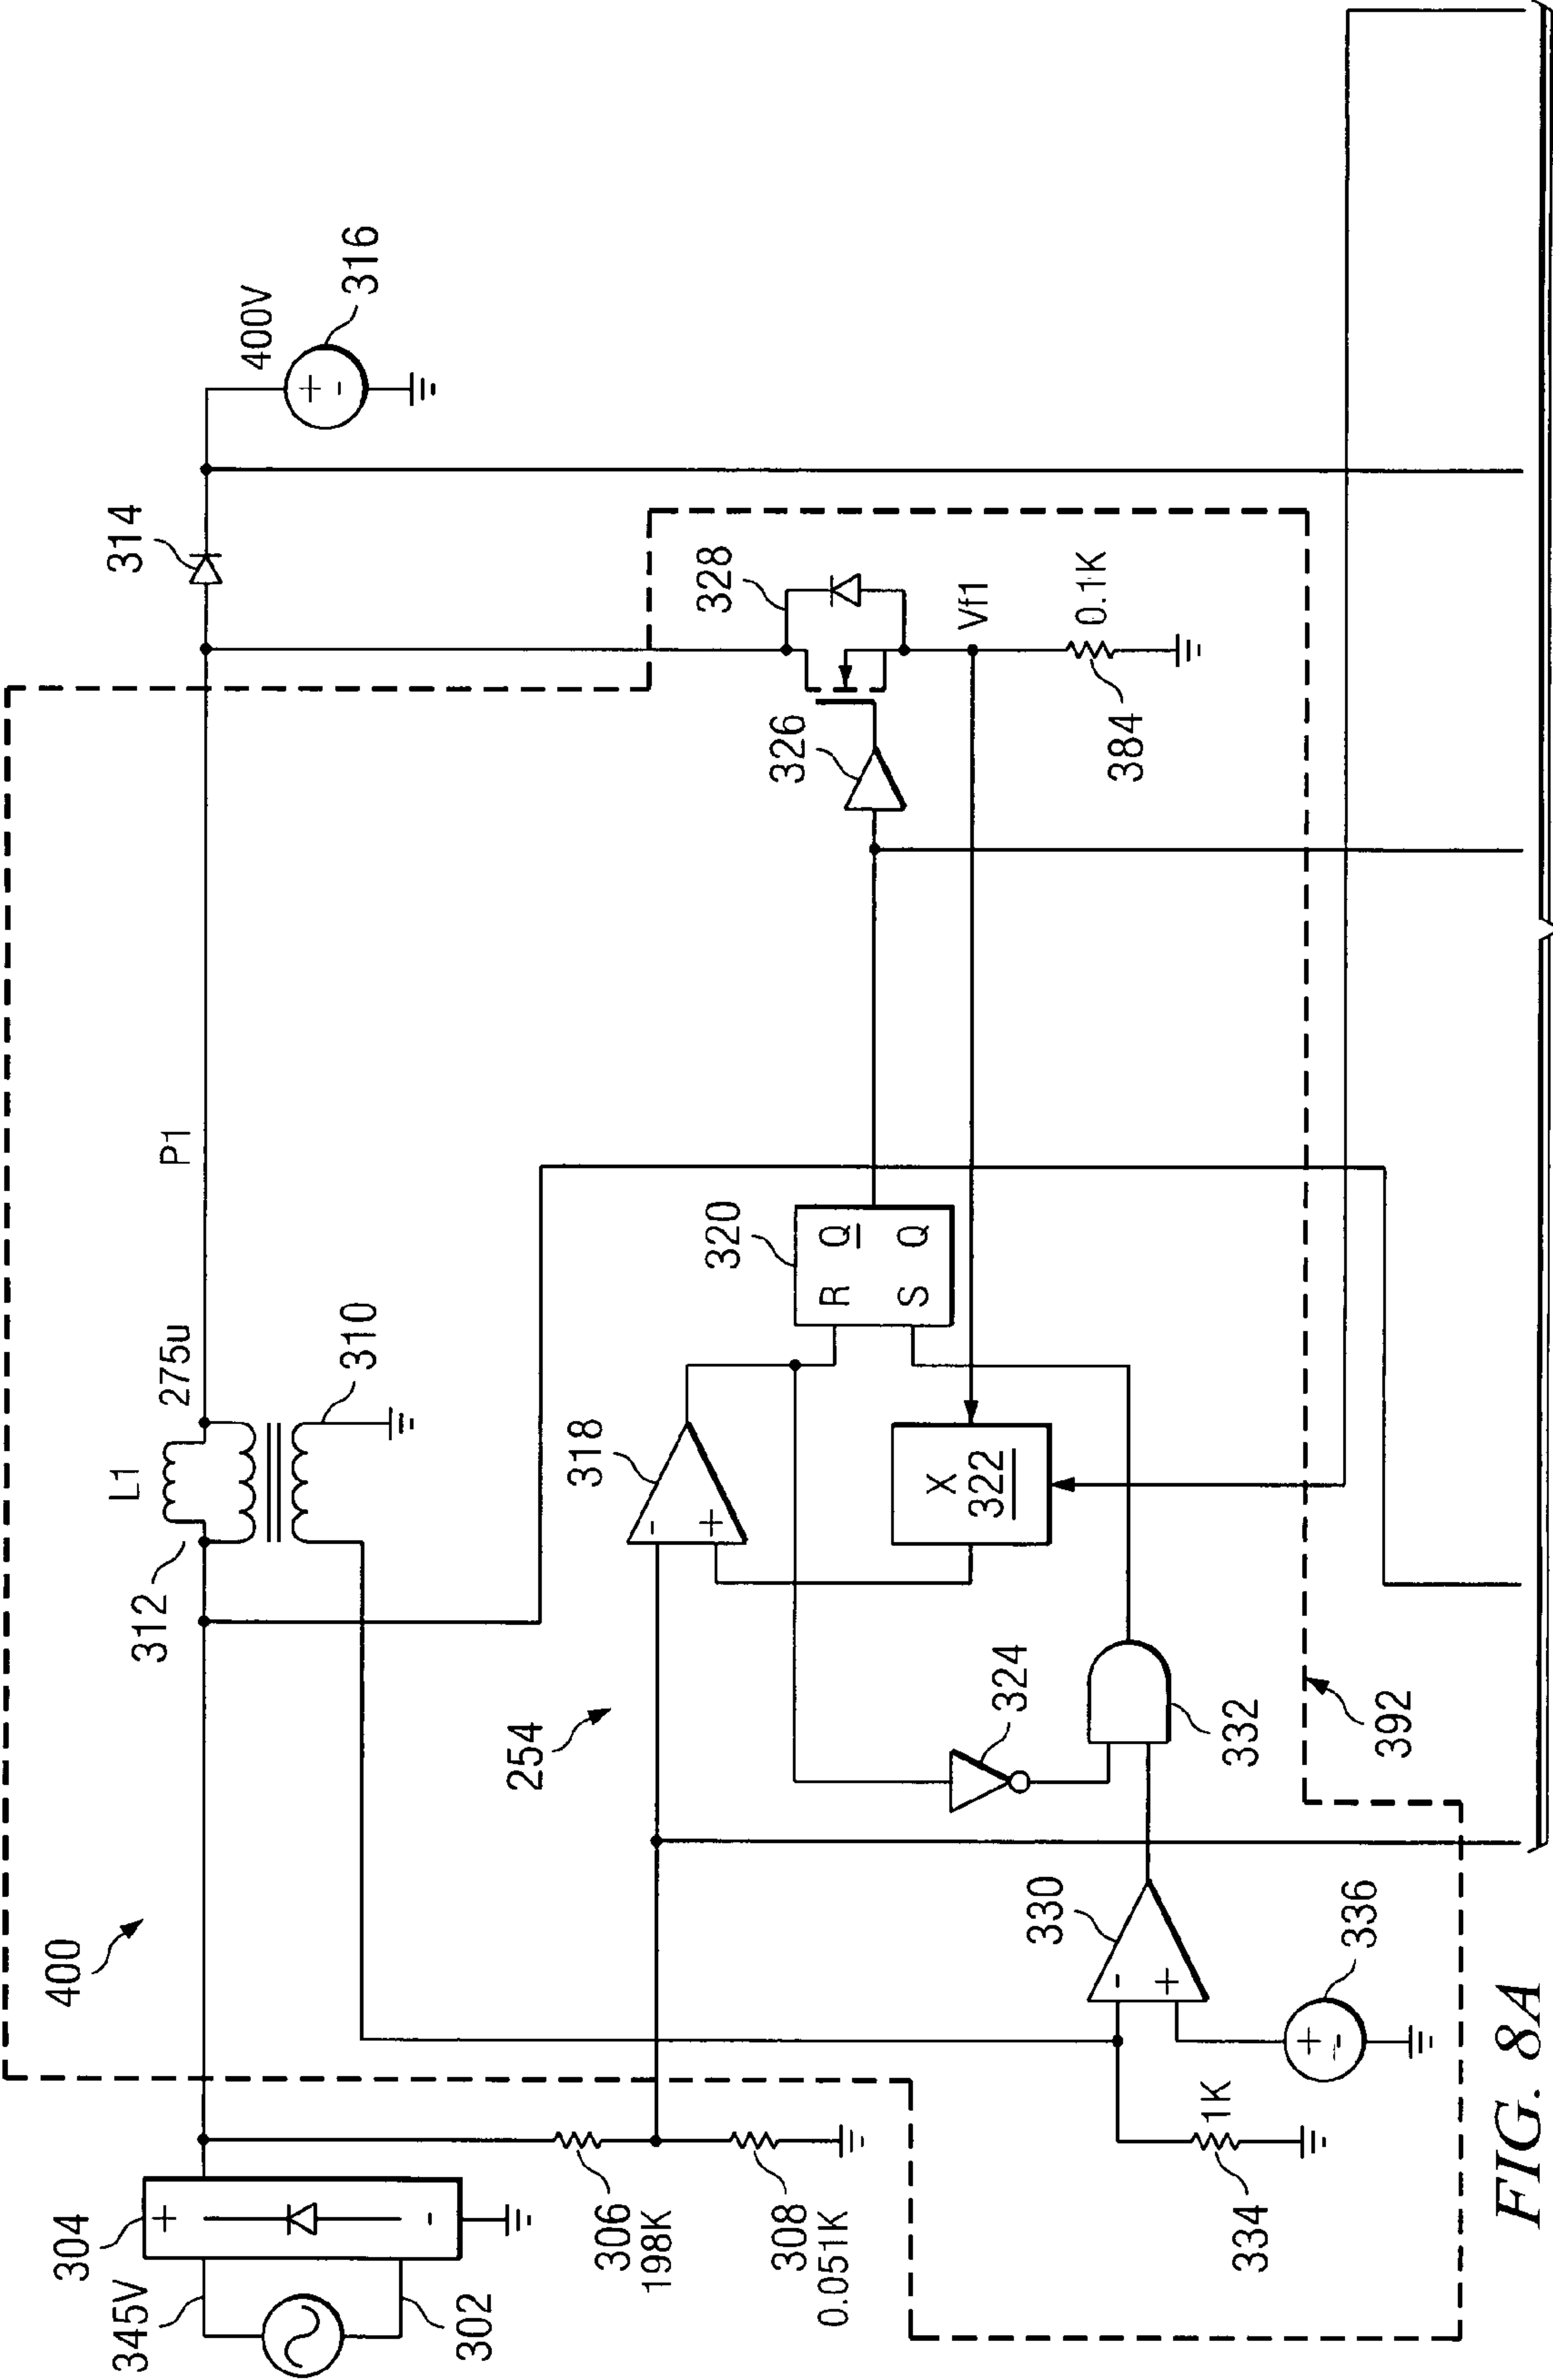 400
304
345V
302
306
198K
308
0.051K
312
L1
275u
310
P1
314
400V
316
+
-
254
318
-
+
320
R
Q
S
Q
X
322
324
332
326
328
Vf1
384
0.1K
330
-
+
334
1K
336
+
-
392
+
-
FIG. 8A